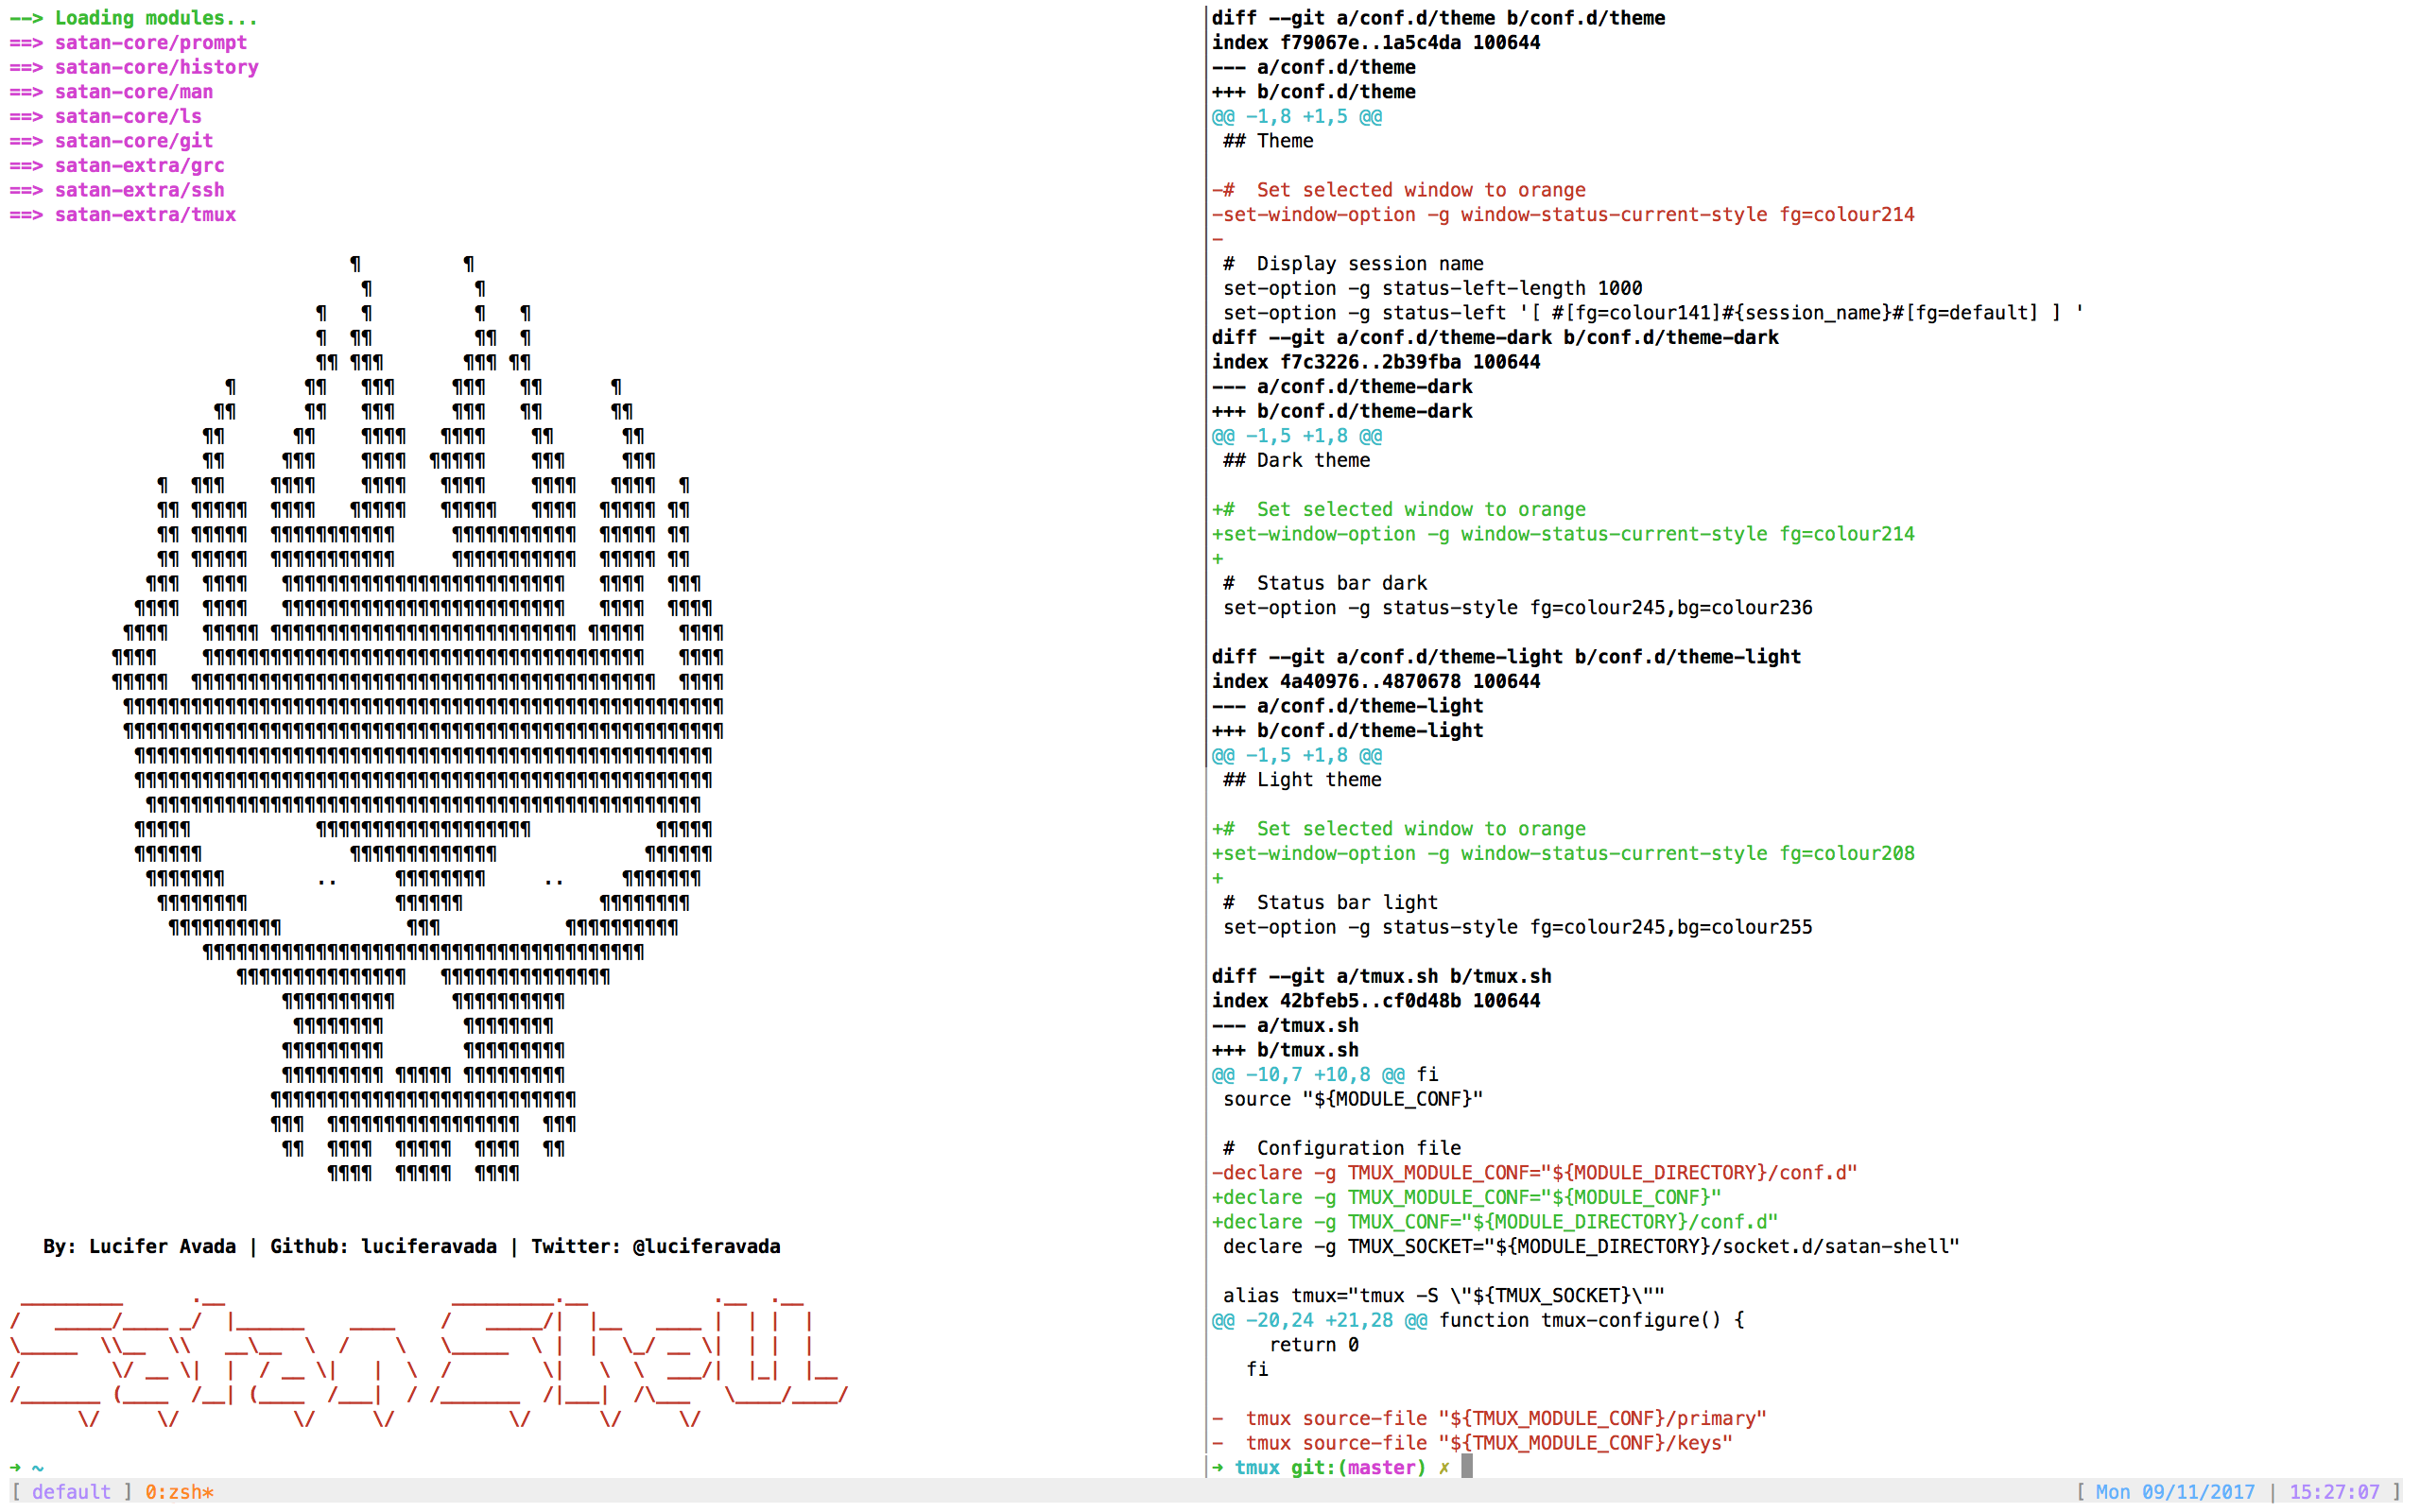 --> Loading modules...
==> satan-core/prompt
==> satan-core/history
==> satan-core/man
==> satan-core/ls
==> satan-core/git
==> satan-extra/grc
==> satan-extra/ssh
==> satan-extra/tmux
By: Lucifer Avada | Github: luciferavada | Twitter: @luciferavada
Satan Shell
➜ ~
diff --git a/conf.d/theme b/conf.d/theme
index f79067e..1a5c4da 100644
--- a/conf.d/theme
+++ b/conf.d/theme
@@ -1,8 +1,5 @@
 ## Theme

-#  Set selected window to orange
-set-window-option -g window-status-current-style fg=colour214
-
 #  Display session name
 set-option -g status-left-length 1000
 set-option -g status-left '[ #[fg=colour141]#{session_name}#[fg=default] ] '
diff --git a/conf.d/theme-dark b/conf.d/theme-dark
index f7c3226..2b39fba 100644
--- a/conf.d/theme-dark
+++ b/conf.d/theme-dark
@@ -1,5 +1,8 @@
 ## Dark theme

+#  Set selected window to orange
+set-window-option -g window-status-current-style fg=colour214
+
 #  Status bar dark
 set-option -g status-style fg=colour245,bg=colour236

diff --git a/conf.d/theme-light b/conf.d/theme-light
index 4a40976..4870678 100644
--- a/conf.d/theme-light
+++ b/conf.d/theme-light
@@ -1,5 +1,8 @@
 ## Light theme

+#  Set selected window to orange
+set-window-option -g window-status-current-style fg=colour208
+
 #  Status bar light
 set-option -g status-style fg=colour245,bg=colour255

diff --git a/tmux.sh b/tmux.sh
index 42bfeb5..cf0d48b 100644
--- a/tmux.sh
+++ b/tmux.sh
@@ -10,7 +10,8 @@ fi
 source "${MODULE_CONF}"

 #  Configuration file
-declare -g TMUX_MODULE_CONF="${MODULE_DIRECTORY}/conf.d"
+declare -g TMUX_MODULE_CONF="${MODULE_CONF}"
+declare -g TMUX_CONF="${MODULE_DIRECTORY}/conf.d"
 declare -g TMUX_SOCKET="${MODULE_DIRECTORY}/socket.d/satan-shell"

 alias tmux="tmux -S \"${TMUX_SOCKET}\""
@@ -20,24 +21,28 @@ function tmux-configure() {
     return 0
   fi

-  tmux source-file "${TMUX_MODULE_CONF}/primary"
-  tmux source-file "${TMUX_MODULE_CONF}/keys"
➜ tmux git:(master) ✗
[ default ] 0:zsh*
[ Mon 09/11/2017 | 15:27:07 ]